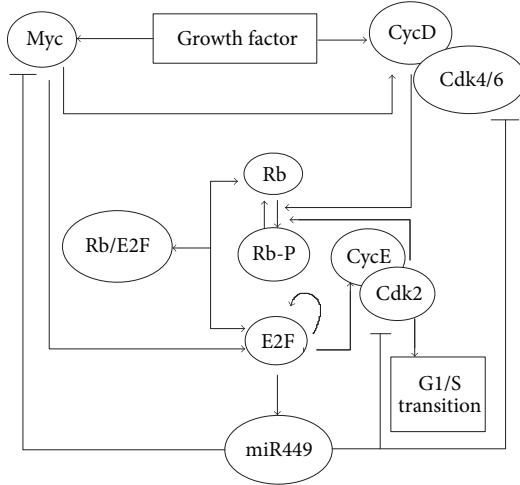 Myc
Growth factor
CycD
Cdk4/6
Rb
Rb/E2F
Rb-P
CycE
Cdk2
E2F
G1/S
transition
miR449